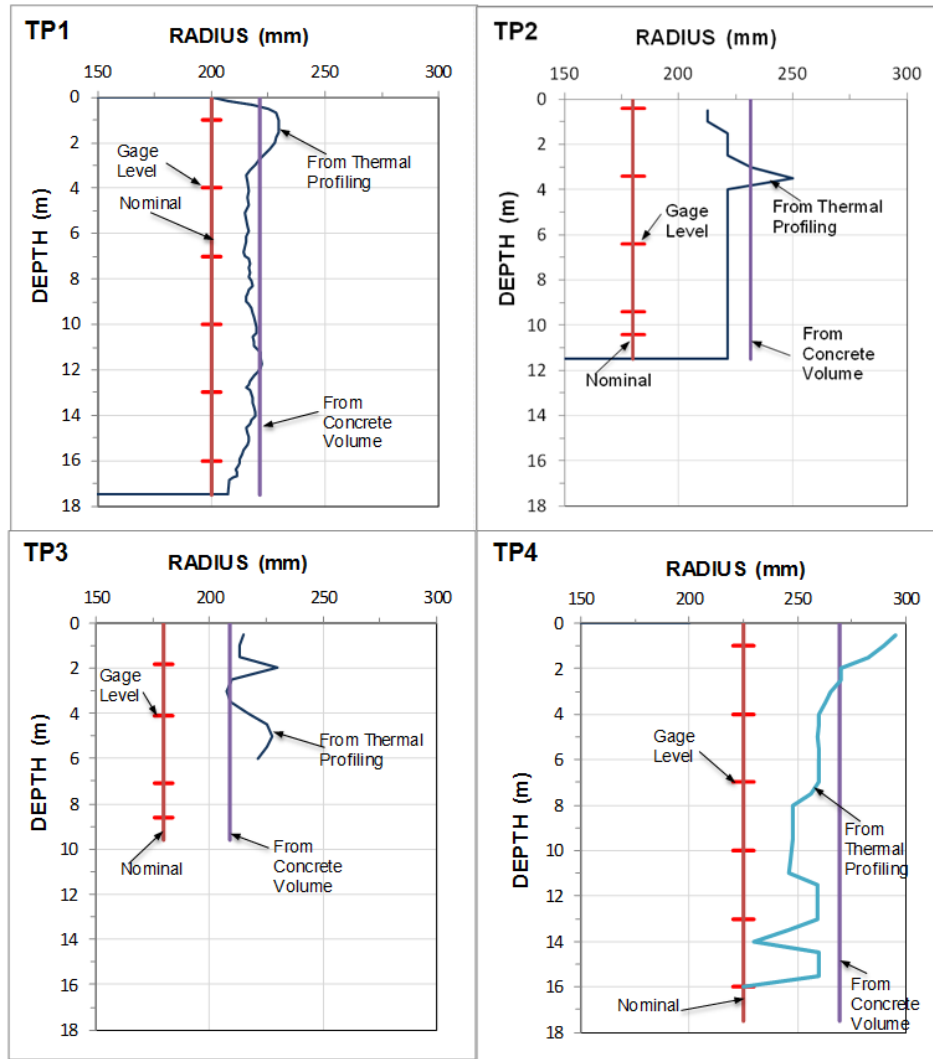 TP1
RADIUS (mm)
150 200 250 300
0
2
4
6
8
10
12
14
16
18
DEPTH (m)
Gage
Level
Nominal
From Thermal
Profiling
From
Concrete
Volume
TP2
RADIUS (mm)
150 200 250 300
0
2
4
6
8
10
12
14
16
18
DEPTH (m)
Gage
Level
From Thermal
Profiling
Nominal
From
Concrete
Volume
TP3
RADIUS (mm)
150 200 250 300
0
2
4
6
8
10
12
14
16
18
DEPTH (m)
Gage
Level
From Thermal
Profiling
Nominal
From
Concrete
Volume
TP4
RADIUS (mm)
150 200 250 300
0
2
4
6
8
10
12
14
16
18
DEPTH (m)
Gage
Level
From
Thermal
Profiling
Nominal
From
Concrete
Volume